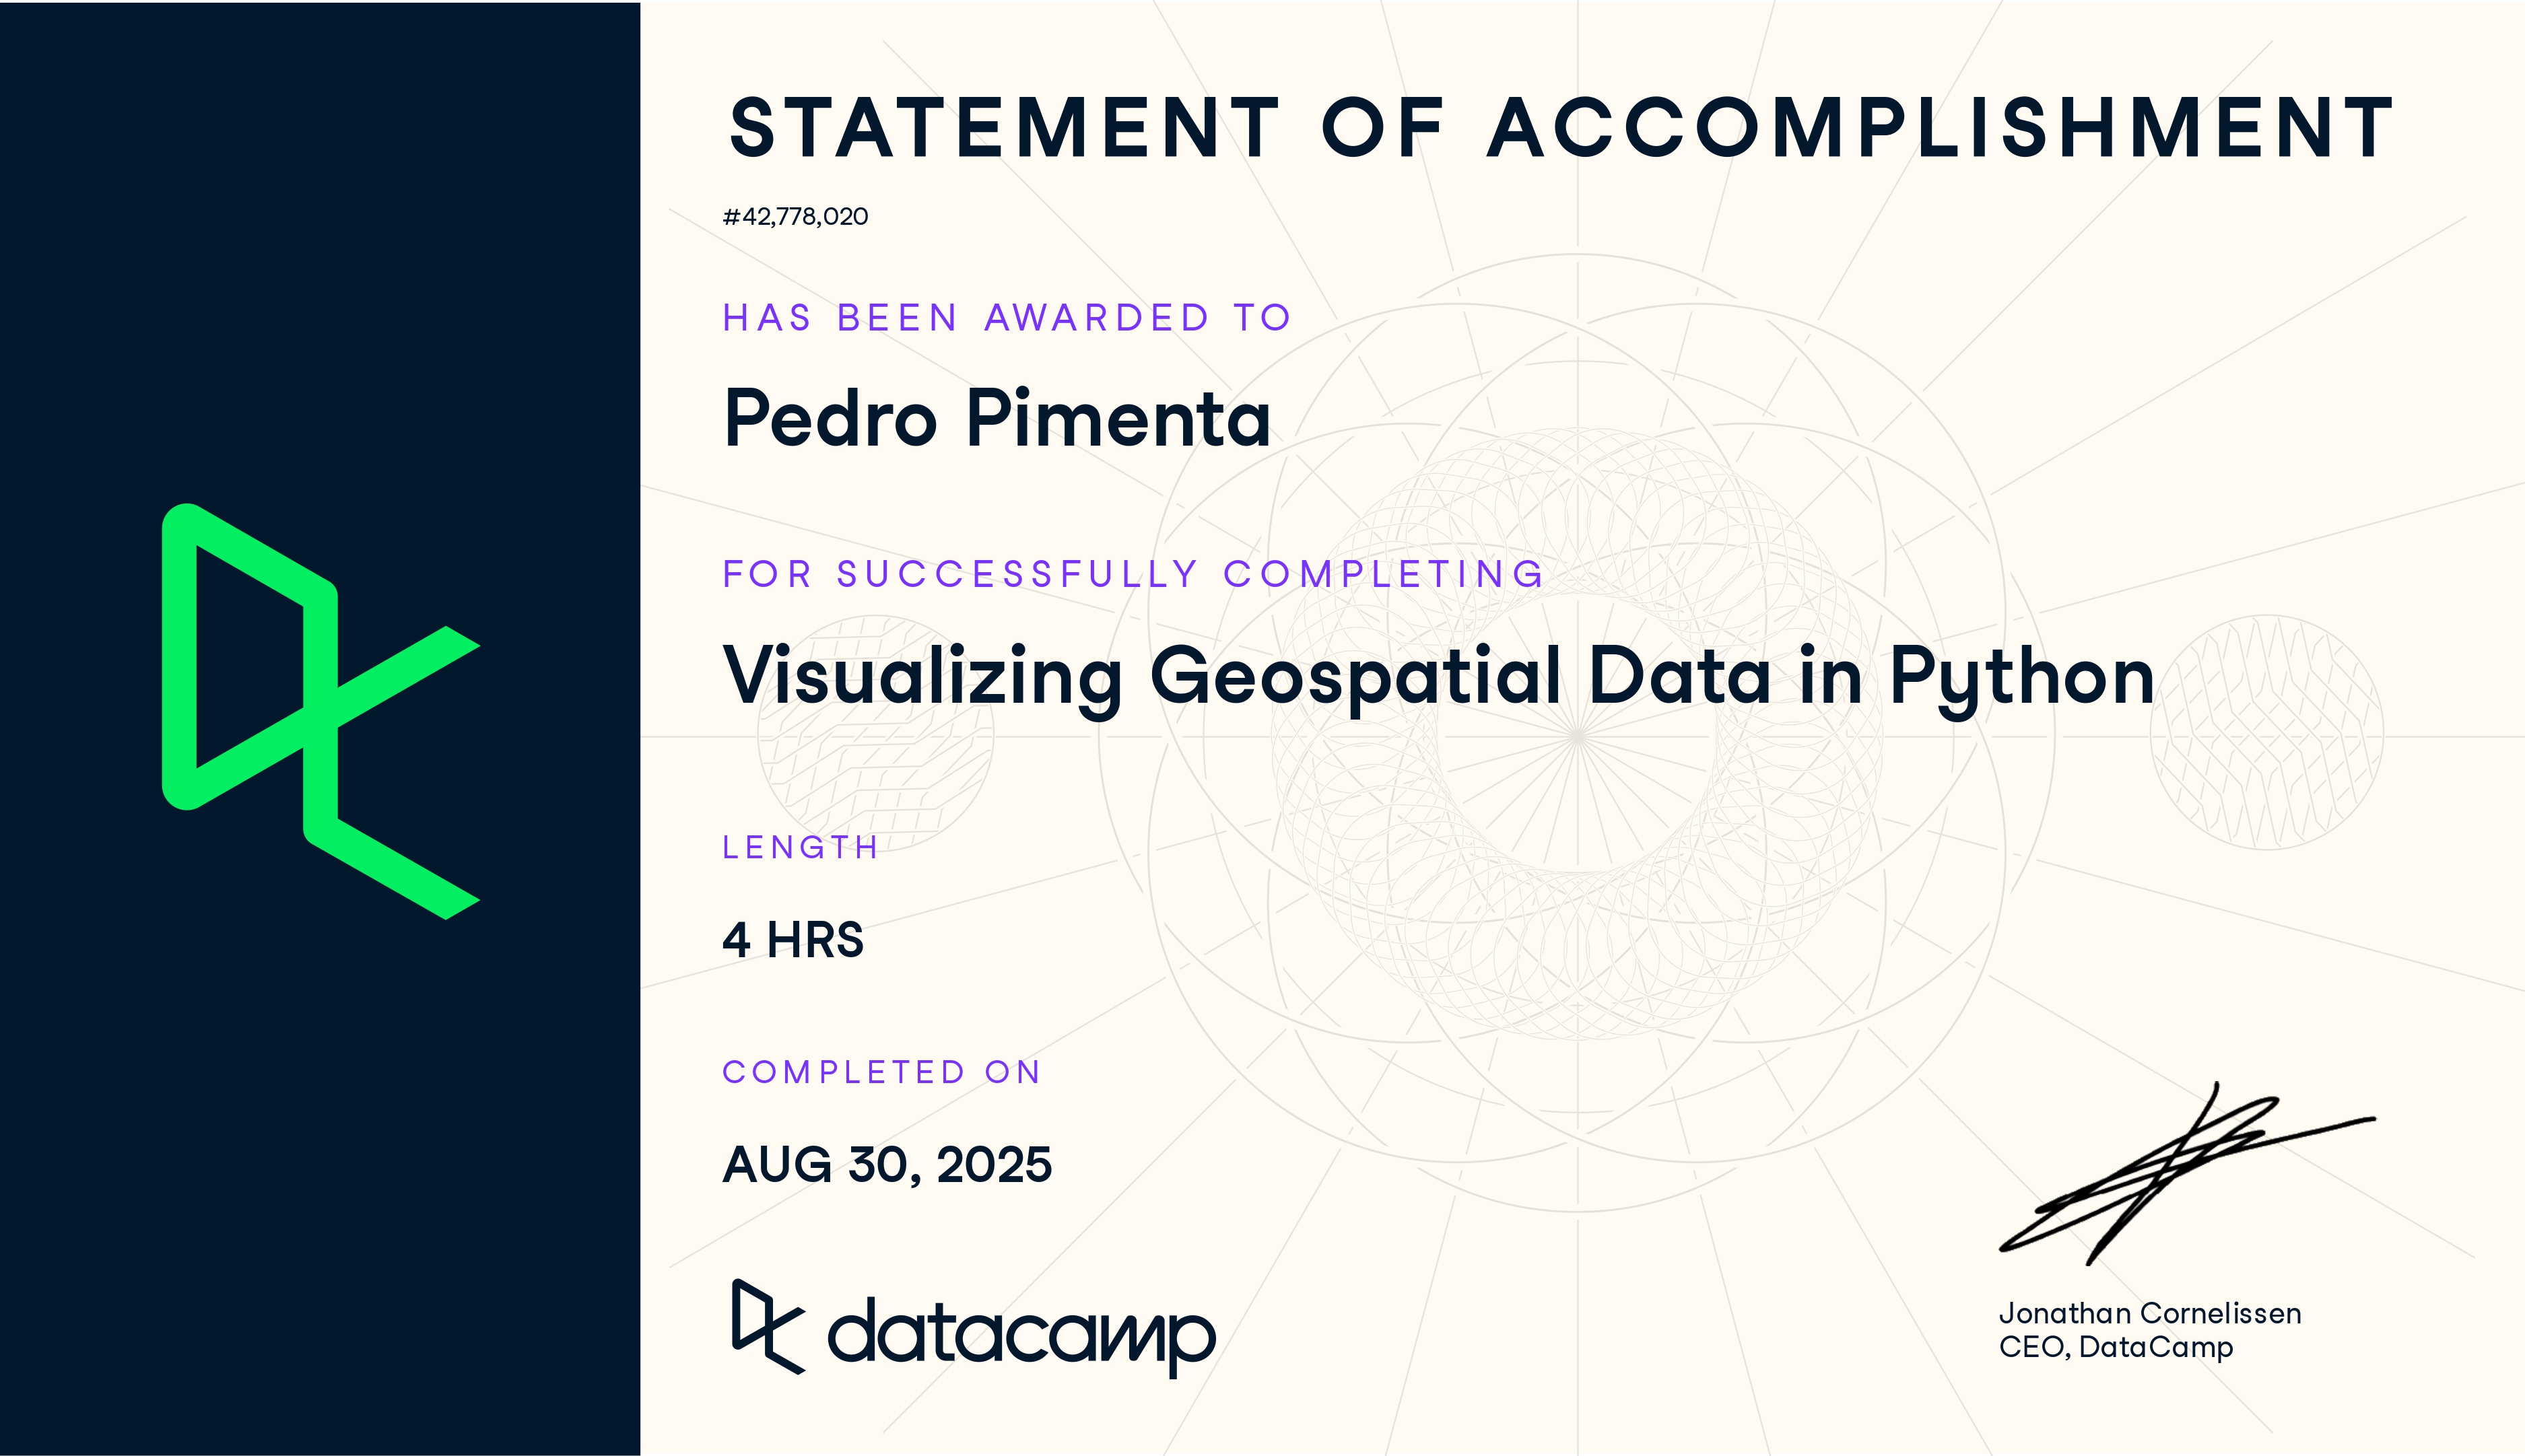 STATEMENT OF ACCOMPLISHMENT
#42,778,020
HAS BEEN AWARDED TO
Pedro Pimenta
FOR SUCCESSFULLY COMPLETING
Visualizing Geospatial Data in Python
LENGTH
4 HRS
COMPLETED ON
AUG 30, 2025
datacamp
Jonathan Cornelissen
CEO, DataCamp